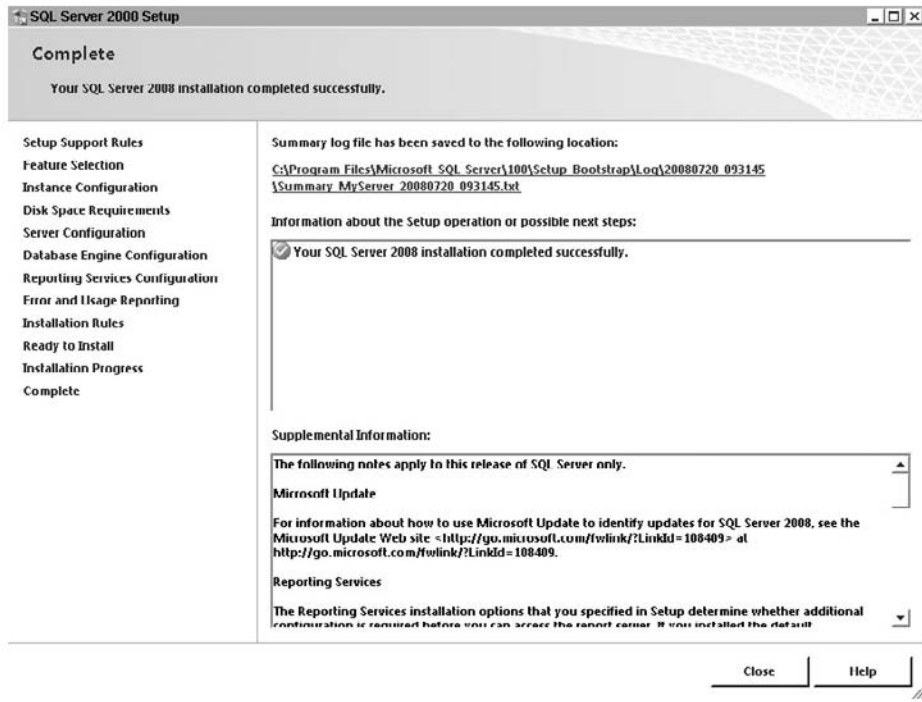 SQL Server 2000 Setup
Complete
Your SQL Server 2008 installation completed successfully.
Setup Support Rules
Feature Selection
Instance Configuration
Disk Space Requirements
Server Configuration
Database Engine Configuration
Reporting Services Configuration
Error and Usage Reporting
Installation Rules
Ready to Install
Installation Progress
Complete
Summary log file has been saved to the following location:
C:\Program Files\Microsoft SQL Server\100\Setup Bootstrap\Log\20080720_093145
\Summary_MyServer_20080720_093145.txt
Information about the Setup operation or possible next steps:
Your SQL Server 2008 installation completed successfully.
Supplemental Information:
The following notes apply to this release of SQL Server only.
Microsoft Update
For information about how to use Microsoft Update to identify updates for SQL Server 2008, see the
Microsoft Update Web site <http://go.microsoft.com/fwlink/?LinkId=108409> at
http://go.microsoft.com/fwlink/?LinkId=108409.
Reporting Services
The Reporting Services installation options that you specified in Setup determine whether additional
configuration is required before you can access the report server. If you installed the default
Close
Help